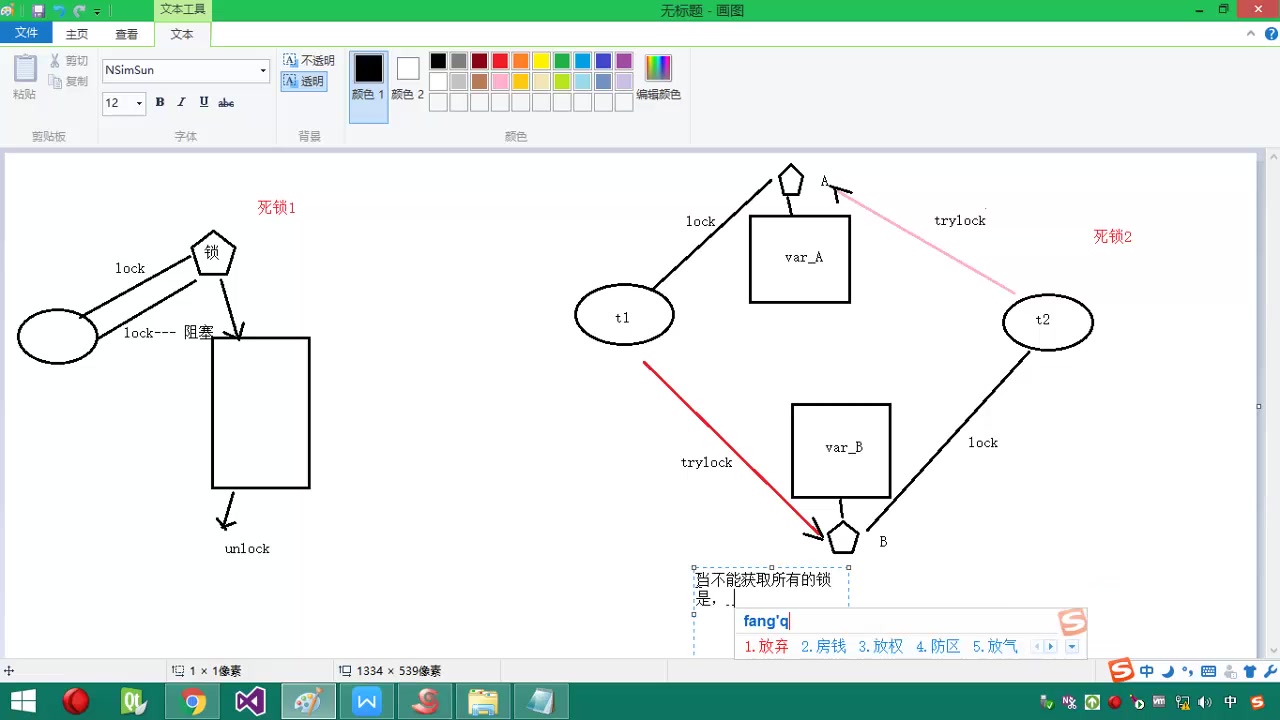 文本工具
无标题 - 画图
文件
主页
查看
文本
粘贴
剪切
复制
剪贴板
NSimSun
12
B I U abc
字体
不透明
透明
背景
颜色 1
颜色 2
编辑颜色
颜色
死锁1
锁
lock
lock--- 阻塞
unlock
A
lock
trylock
var_A
死锁2
t1
t2
var_B
trylock
lock
B
当不能获取所有的锁
是，
fang'q
1.放弃 2.房钱 3.放权 4.防区 5.放气
1 × 1像素
1334 × 539像素
中
中